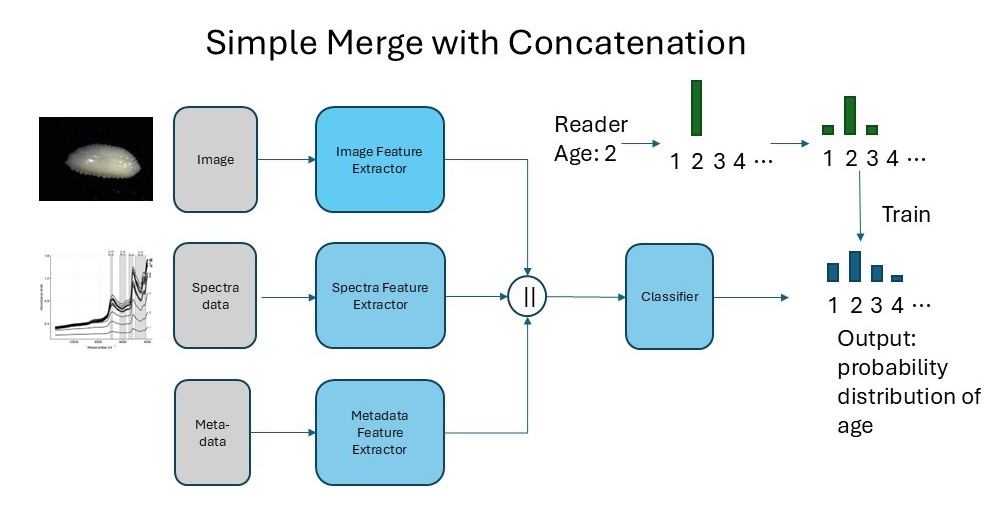 Simple Merge with Concatenation
Image
Image Feature
Extractor
Spectra
data
Spectra Feature
Extractor
Meta-
data
Metadata
Feature
Extractor
||
Classifier
Reader
Age: 2
1 2 3 4 ...
1 2 3 4 ...
Train
1 2 3 4 ...
Output:
probability
distribution of
age